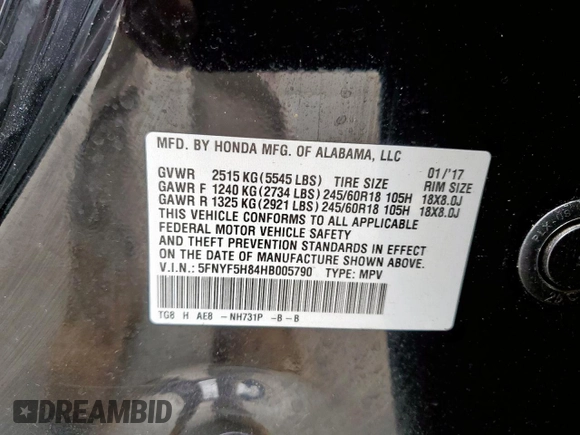 MFD. BY HONDA MFG. OF ALABAMA, LLC
01/'17
GVWR 2515 KG(5545 LBS) TIRE SIZE RIM SIZE
GAWR F 1240 KG(2734 LBS)245/60R18 105H 18X8.0J
GAWR R 1325 KG(2921 LBS)245/60R18 105H 18X8.0J
THIS VEHICLE CONFORMS TO ALL APPLICABLE
FEDERAL MOTOR VEHICLE SAFETY
AND THEFT PREVENTION STANDARDS IN EFFECT
ON THE DATE OF MANUFACTURE SHOWN ABOVE.
V.I.N.: 5FNYF5H84HB005790 TYPE: MPV
TG8 H AE8 -NH731P -B-B
DREAMBID